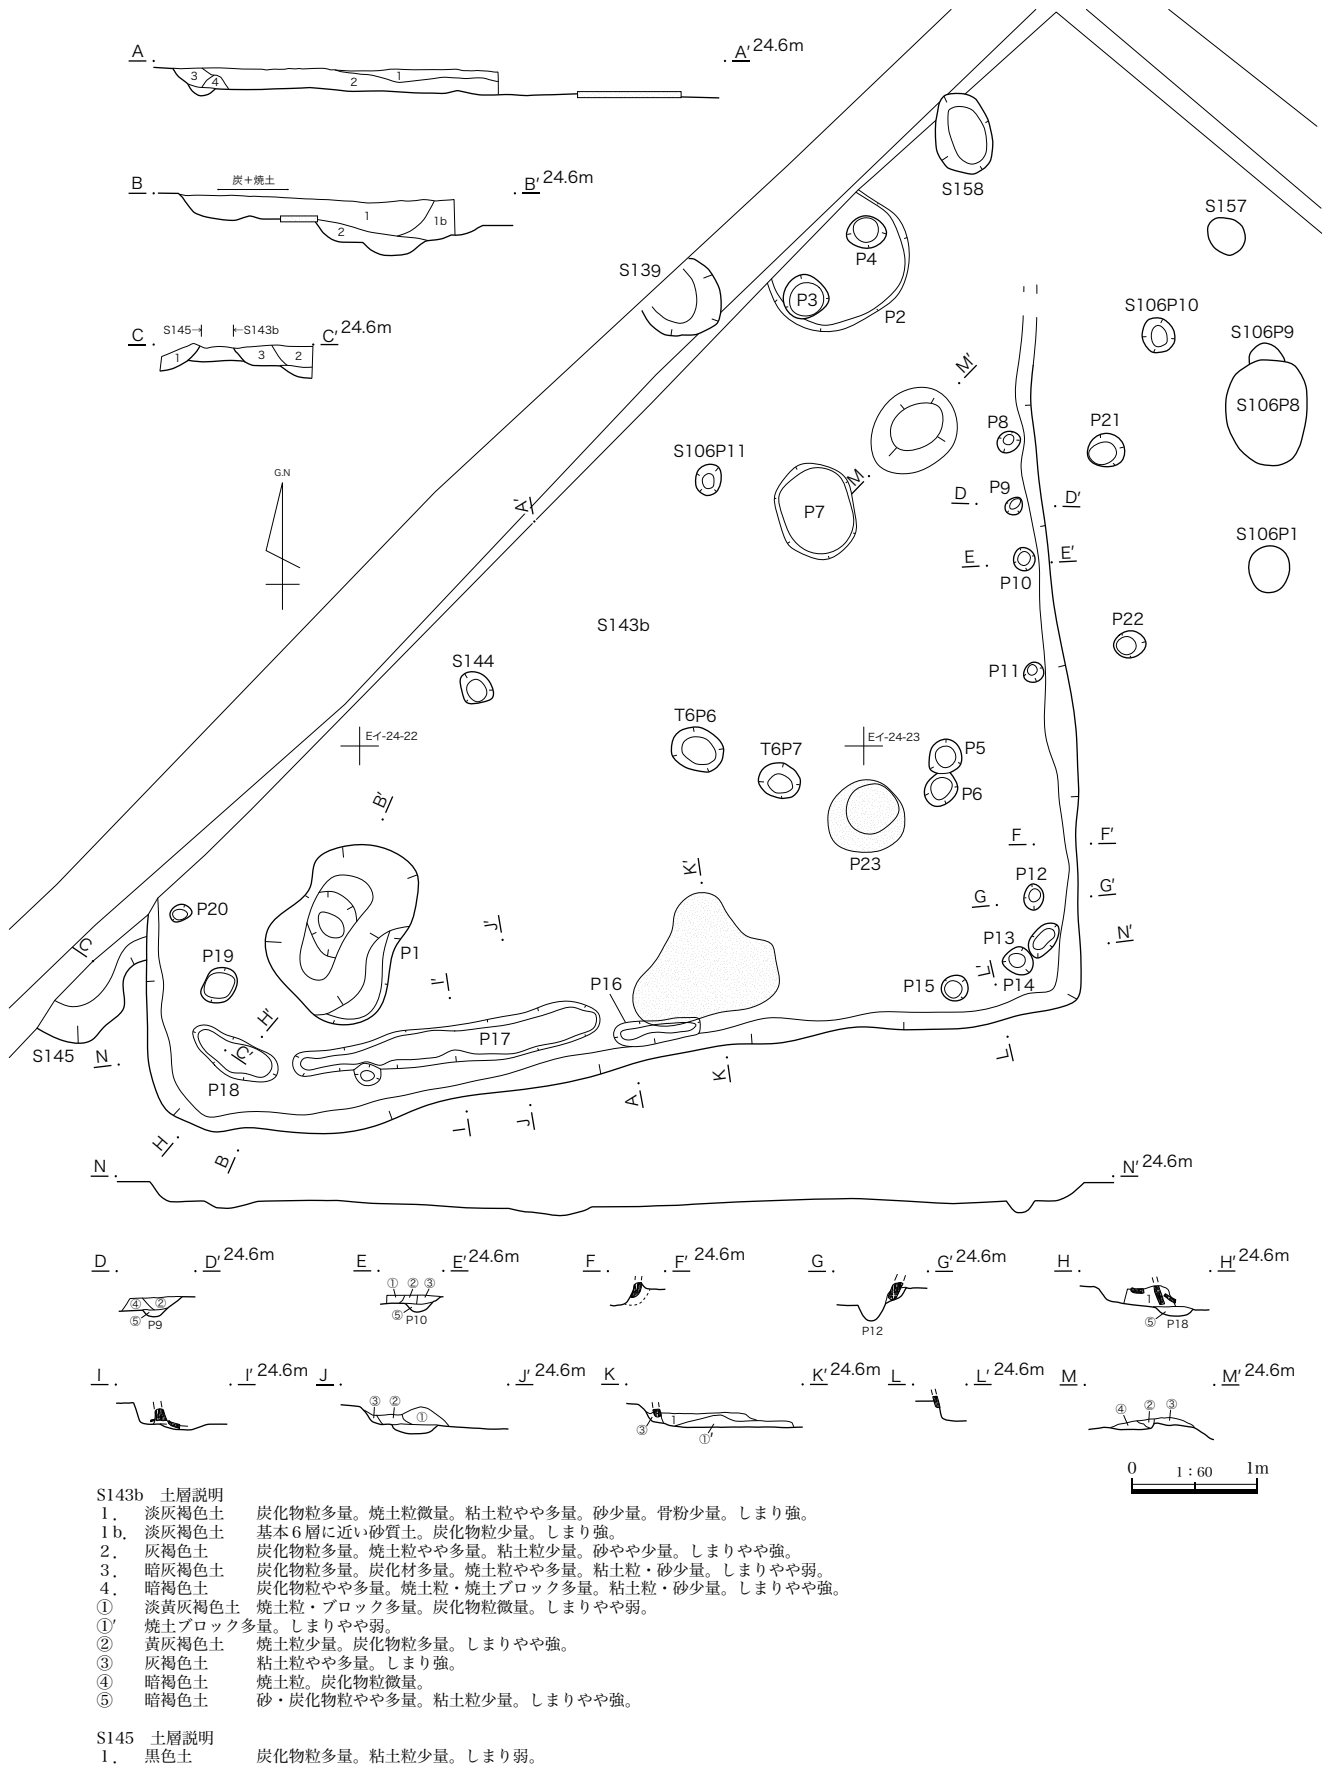 A
A′ 24.6m
3
4
2
1
B
炭＋焼土
B′ 24.6m
1
1b
2
C
S145→
←S143b
C′ 24.6m
1
3
2
G.N
S158
S157
P4
P3
P2
S139
S106P10
S106P9
S106P8
M′
P8
P21
S106P11
M
P7
D
P9
D′
A′
S106P1
E
E′
P10
S143b
P22
S144
P11
T6P6
Eイ-24-22
T6P7
Eイ-24-23
P5
P6
B′
F
F′
P23
K′
P12
G
G′
P20
J′
N′
C
P19
P1
P13
I′
L′
P16
P15
P14
H′
S145
N
C′
P17
P18
L
K
A
H
B
I
J
N
N′ 24.6m
D
D′ 24.6m
④
②
⑤
P9
E
E′ 24.6m
①
②
③
⑤
P10
F
F′ 24.6m
G
G′ 24.6m
P12
H
H′ 24.6m
1
⑤
P18
I
I′ 24.6m
J
J′ 24.6m
③
②
①
K
K′ 24.6m
1
③
①′
L
L′ 24.6m
M
M′ 24.6m
④
②
③
0
1：60
1m
S143b　土層説明
1．　淡灰褐色土　炭化物粒多量。焼土粒微量。粘土粒やや多量。砂少量。骨粉少量。しまり強。
1b．　淡灰褐色土　基本６層に近い砂質土。炭化物粒少量。しまり強。
2．　灰褐色土　炭化物粒多量。焼土粒やや多量。粘土粒少量。砂やや少量。しまりやや強。
3．　暗灰褐色土　炭化物粒多量。炭化材多量。焼土粒やや多量。粘土粒・砂少量。しまりやや弱。
4．　暗褐色土　炭化物粒やや多量。焼土粒・焼土ブロック多量。粘土粒・砂少量。しまりやや強。
①　淡黃灰褐色土　焼土粒・ブロック多量。炭化物粒微量。しまりやや弱。
①′　焼土ブロック多量。しまりやや弱。
②　黃灰褐色土　焼土粒少量。炭化物粒多量。しまりやや強。
③　灰褐色土　粘土粒やや多量。しまり強。
④　暗褐色土　焼土粒。炭化物粒微量。
⑤　暗褐色土　砂・炭化物粒やや多量。粘土粒少量。しまりやや強。
S145　土層説明
1．　黒色土　炭化物粒多量。粘土粒少量。しまり弱。